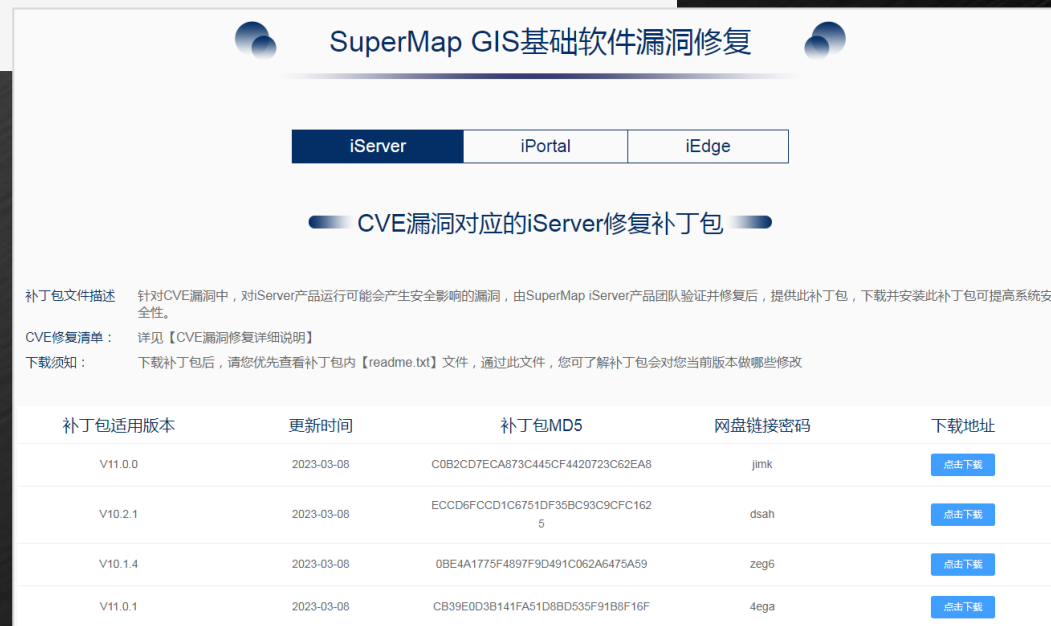 SuperMap GIS基础软件漏洞修复
iServer
iPortal
iEdge
CVE漏洞对应的iServer修复补丁包
补丁包文件描述 针对CVE漏洞中，对iServer产品运行可能会产生安全影响的漏洞，由SuperMap iServer产品团队验证并修复后，提供此补丁包，下载并安装此补丁包可提高系统安
全性。
CVE修复清单： 详见【CVE漏洞修复详细说明】
下载须知： 下载补丁包后，请您优先查看补丁包内【readme.txt】文件，通过此文件，您可了解补丁包会对您当前版本做哪些修改
补丁包适用版本 更新时间 补丁包MD5 网盘链接密码 下载地址
V11.0.0 2023-03-08 C0B2CD7ECA873C445CF4420723C62EA8 jimk 点击下载
V10.2.1 2023-03-08 ECCD6FCCD1C6751DF35BC93C9CFC162
5 dsah 点击下载
V10.1.4 2023-03-08 0BE4A1775F4897F9D491C062A6475A59 zeg6 点击下载
V11.0.1 2023-03-08 CB39E0D3B141FA51D8BD535F91B8F16F 4ega 点击下载